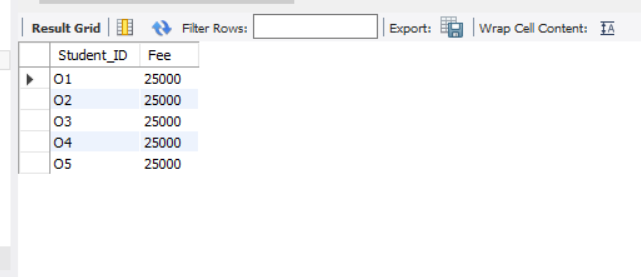 Result Grid Filter Rows: Export: Wrap Cell Content: IA
Student_ID Fee
O1 25000
O2 25000
O3 25000
O4 25000
O5 25000